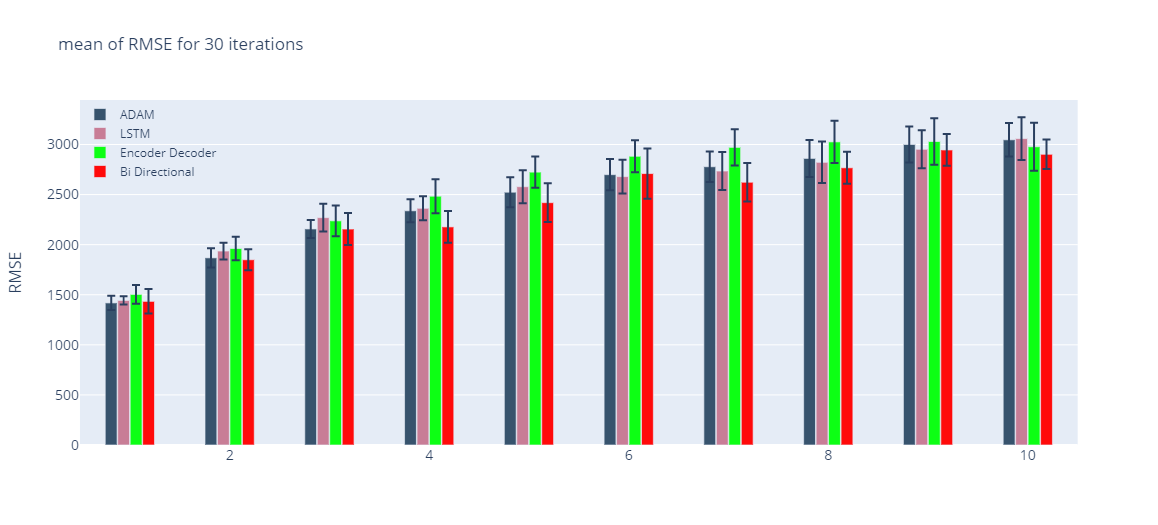 mean of RMSE for 30 iterations
ADAM
LSTM
Encoder Decoder
Bi Directional
RMSE
3000
2500
2000
1500
1000
500
0
2 4 6 8 10